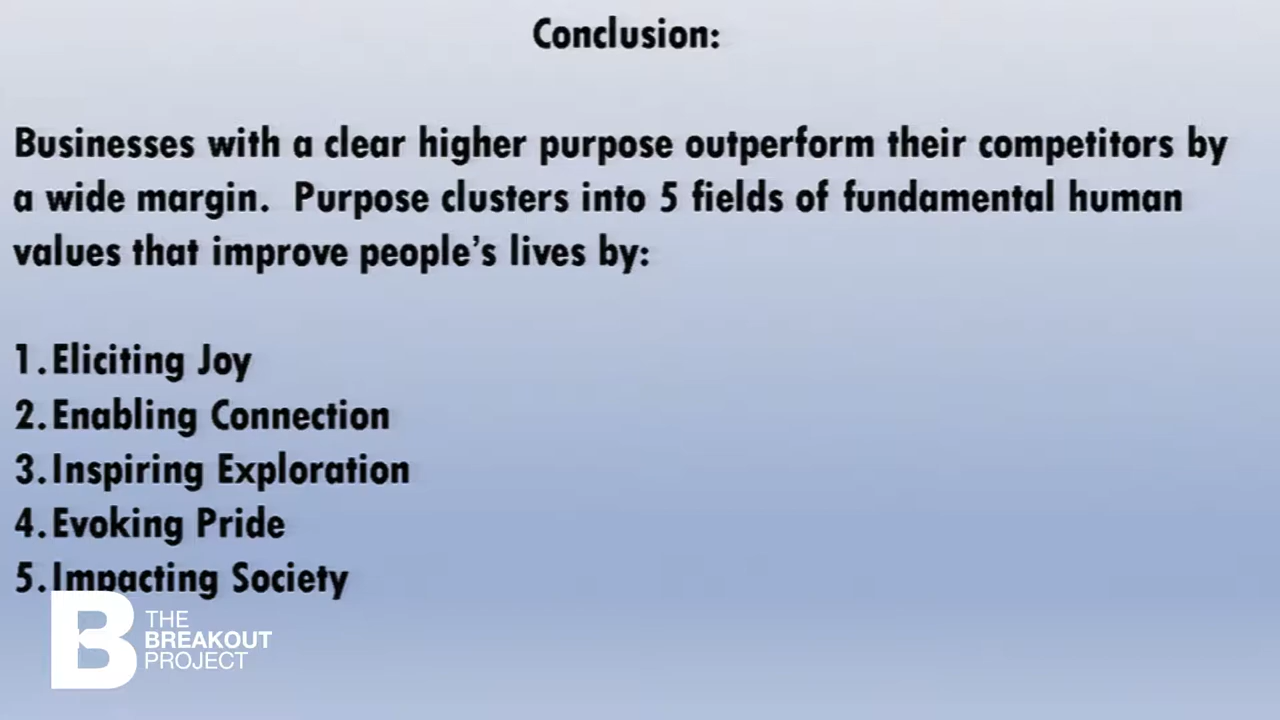 Conclusion:
Businesses with a clear higher purpose outperform their competitors by
a wide margin.  Purpose clusters into 5 fields of fundamental human
values that improve people's lives by:
1. Eliciting Joy
2. Enabling Connection
3. Inspiring Exploration
4. Evoking Pride
5. Impacting Society
B
THE
BREAKOUT
PROJECT